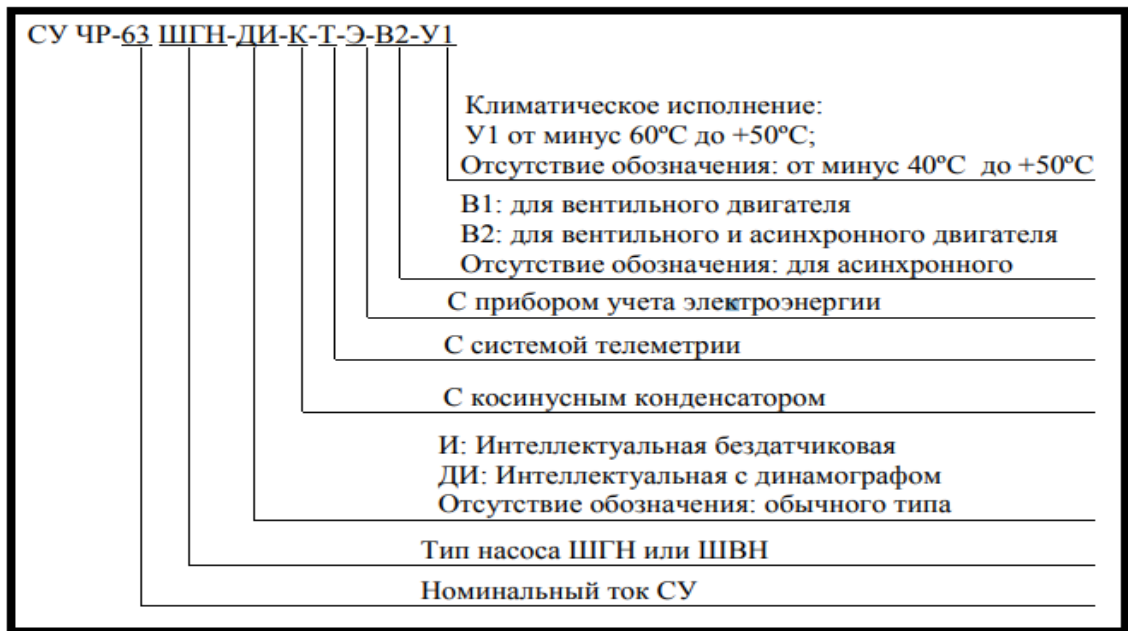 СУ ЧР-63 ШГН-ДИ-К-Т-Э-В2-У1
Климатическое исполнение:
У1 от минус 60ºС до +50ºС;
Отсутствие обозначения: от минус 40ºС до +50ºС
В1: для вентильного двигателя
В2: для вентильного и асинхронного двигателя
Отсутствие обозначения: для асинхронного
С прибором учета электроэнергии
С системой телеметрии
С косинусным конденсатором
И: Интеллектуальная бездатчиковая
ДИ: Интеллектуальная с динамографом
Отсутствие обозначения: обычного типа
Тип насоса ШГН или ШВН
Номинальный ток СУ